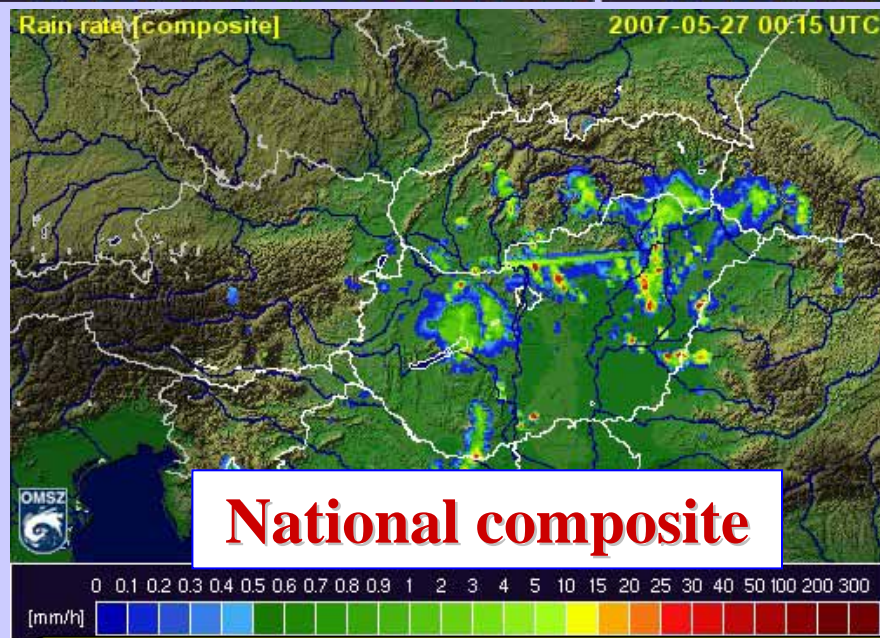 Rain rate [composite] 2007-05-27 00:15 UTC
OMSZ
National composite
0 0.1 0.2 0.3 0.4 0.5 0.6 0.7 0.8 0.9 1 2 3 4 5 10 15 20 25 30 40 50 100 200 300
[mm/h]